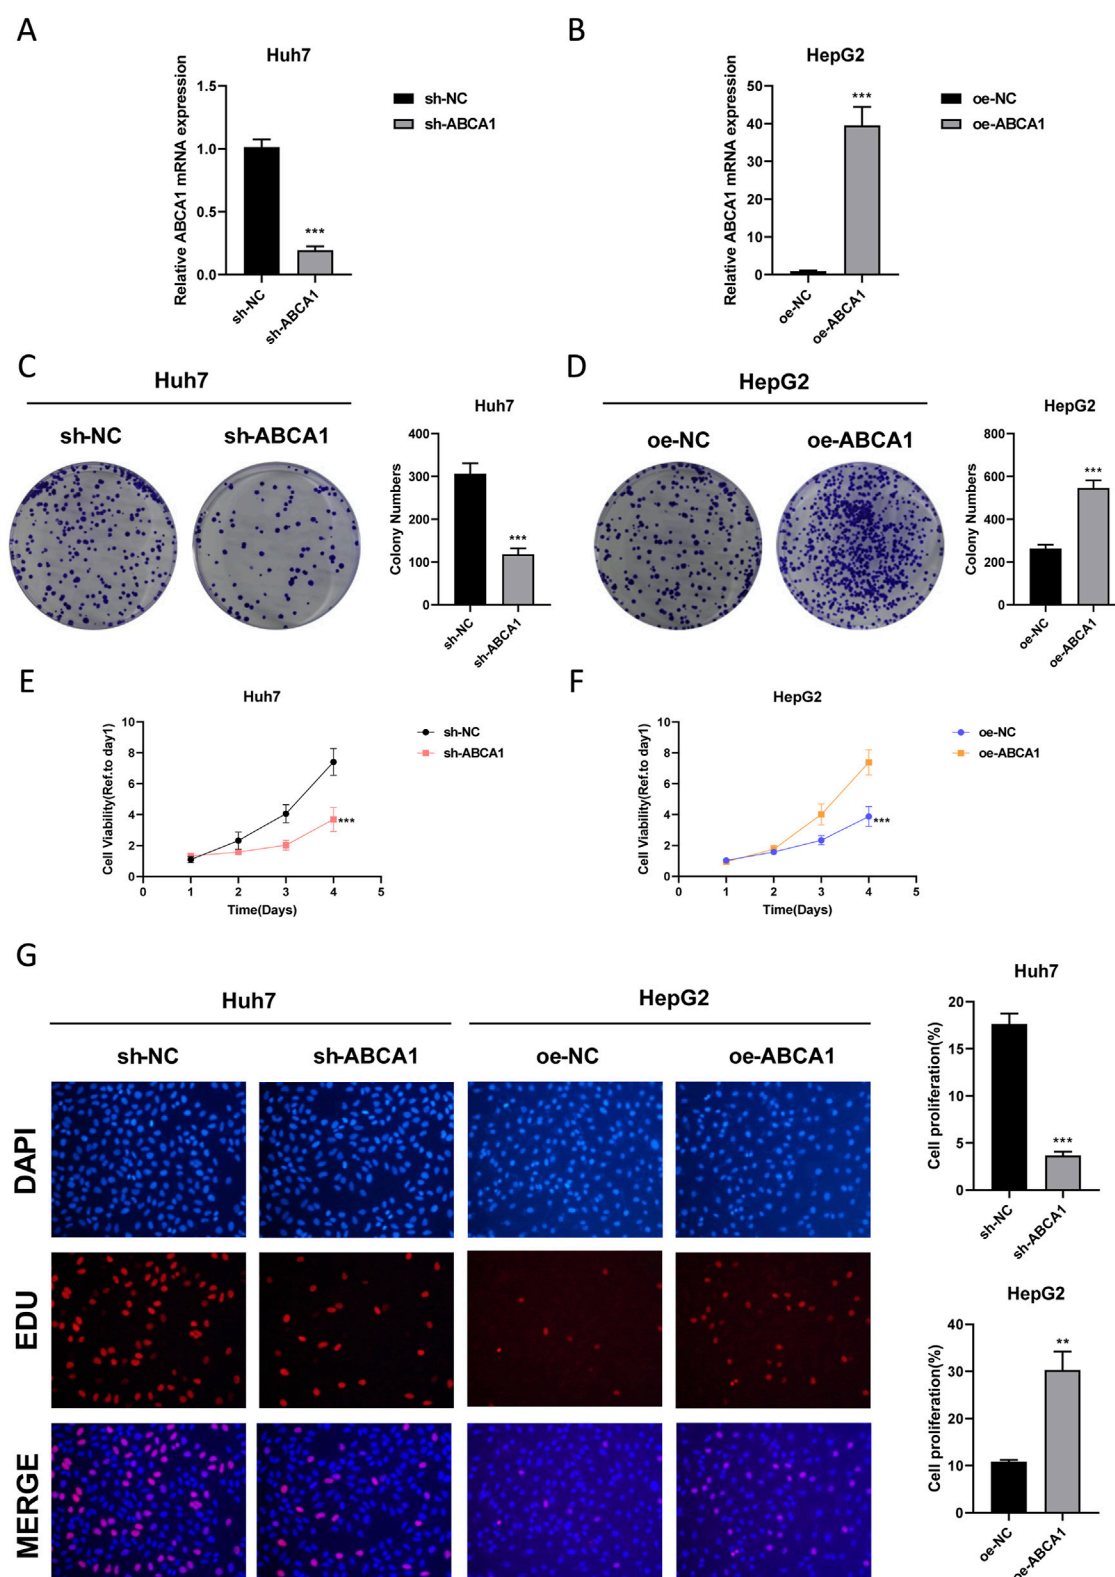 A
B
Huh7
HepG2
Relative ABCA1 mRNA expression
1.5
1.0
0.5
0.0
sh-NC
sh-ABCA1
sh-NC
sh-ABCA1
Relative ABCA1 mRNA expression
50
40
30
20
10
0
***
***
oe-NC
oe-ABCA1
oe-NC
oe-ABCA1
C
D
Huh7
sh-NC
sh-ABCA1
Huh7
Colony Numbers
400
300
200
100
0
***
sh-NC
sh-ABCA1
HepG2
oe-NC
oe-ABCA1
HepG2
Colony Numbers
800
600
400
200
0
***
oe-NC
oe-ABCA1
E
F
Huh7
Cell Viability(Ref.to day1)
10
8
6
4
2
0
0
1
2
3
4
5
Time(Days)
sh-NC
sh-ABCA1
***
HepG2
Cell Viability(Ref.to day1)
10
8
6
4
2
0
0
1
2
3
4
5
Time(Days)
oe-NC
oe-ABCA1
***
G
Huh7
HepG2
sh-NC
sh-ABCA1
oe-NC
oe-ABCA1
DAPI
EDU
MERGE
Huh7
Cell proliferation(%)
20
15
10
5
0
***
sh-NC
sh-ABCA1
HepG2
Cell proliferation(%)
40
30
20
10
0
**
oe-NC
oe-ABCA1